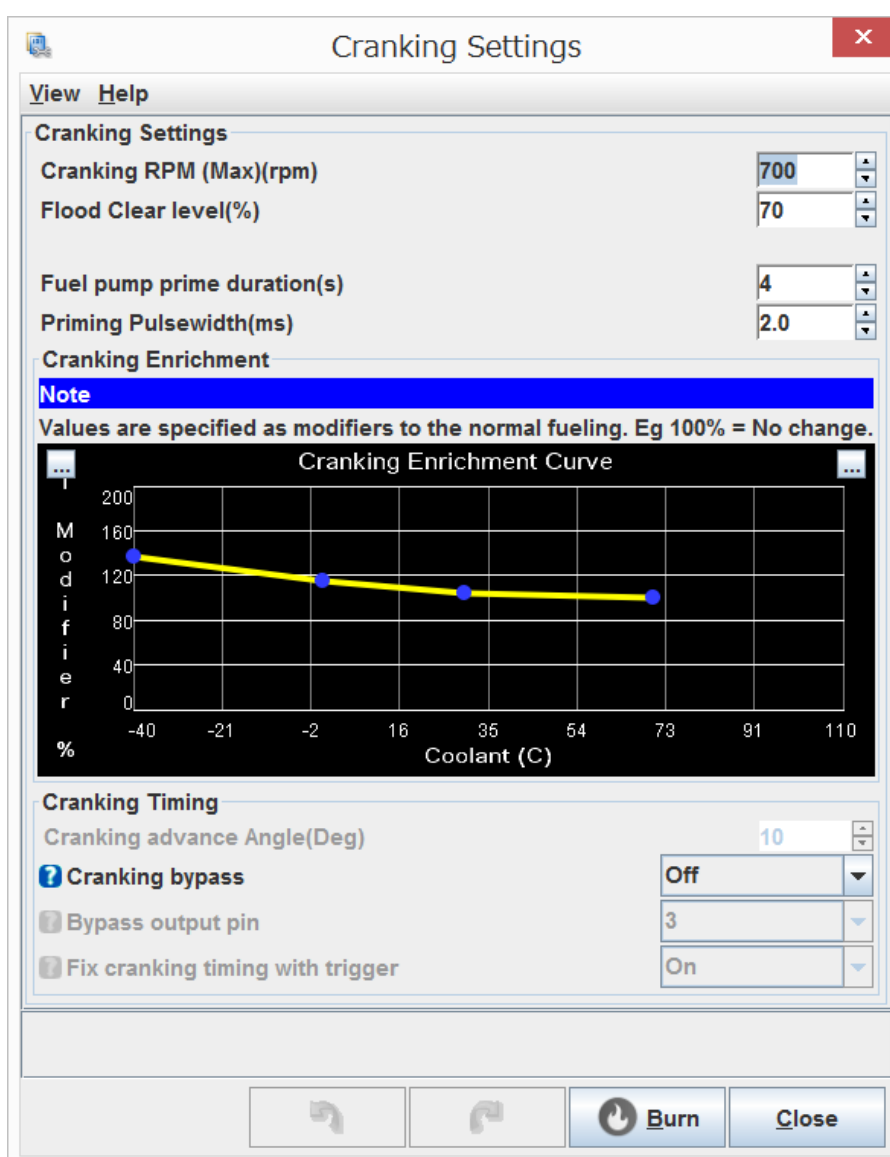 Cranking Settings
×
View Help
Cranking Settings
Cranking RPM (Max)(rpm) 700
Flood Clear level(%) 70
Fuel pump prime duration(s) 4
Priming Pulsewidth(ms) 2.0
Cranking Enrichment
Note
Values are specified as modifiers to the normal fueling. Eg 100% = No change.
... Cranking Enrichment Curve ...
Modifier %
200
160
120
80
40
0
-40 -21 -2 16 35 54 73 91 110
Coolant (C)
Cranking Timing
Cranking advance Angle(Deg) 10
? Cranking bypass Off
? Bypass output pin 3
? Fix cranking timing with trigger On
Burn Close